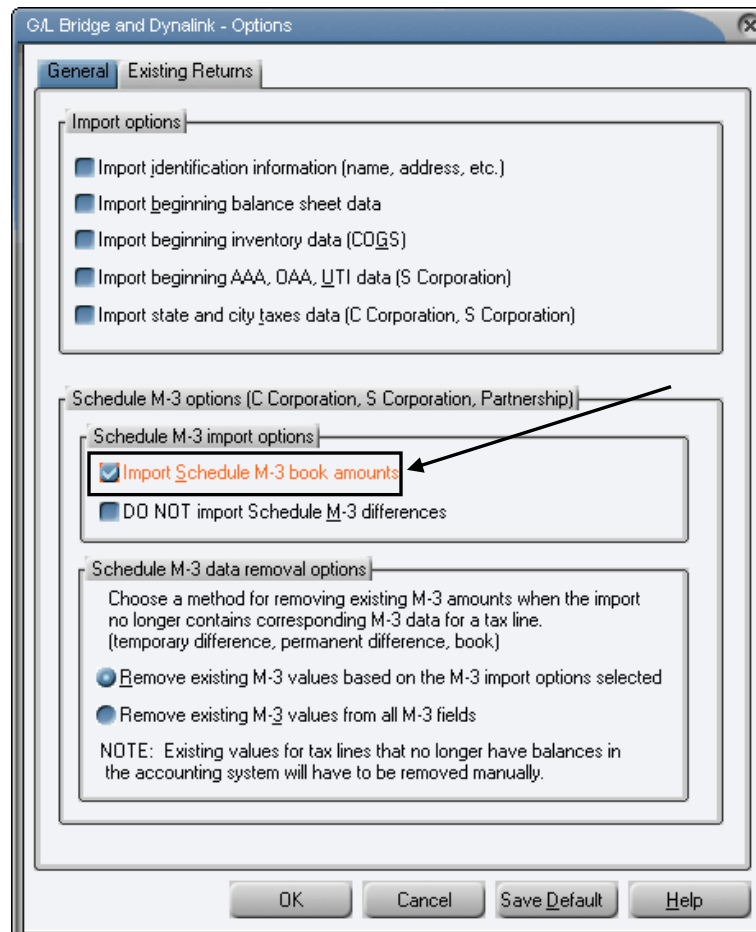 G/L Bridge and Dynalink - Options
General
Existing Returns
Import options
Import identification information (name, address, etc.)
Import beginning balance sheet data
Import beginning inventory data (COGS)
Import beginning AAA, OAA, UTI data (S Corporation)
Import state and city taxes data (C Corporation, S Corporation)
Schedule M-3 options (C Corporation, S Corporation, Partnership)
Schedule M-3 import options
Import Schedule M-3 book amounts
DO NOT import Schedule M-3 differences
Schedule M-3 data removal options
Choose a method for removing existing M-3 amounts when the import
no longer contains corresponding M-3 data for a tax line.
(temporary difference, permanent difference, book)
Remove existing M-3 values based on the M-3 import options selected
Remove existing M-3 values from all M-3 fields
NOTE: Existing values for tax lines that no longer have balances in
the accounting system will have to be removed manually.
OK
Cancel
Save Default
Help